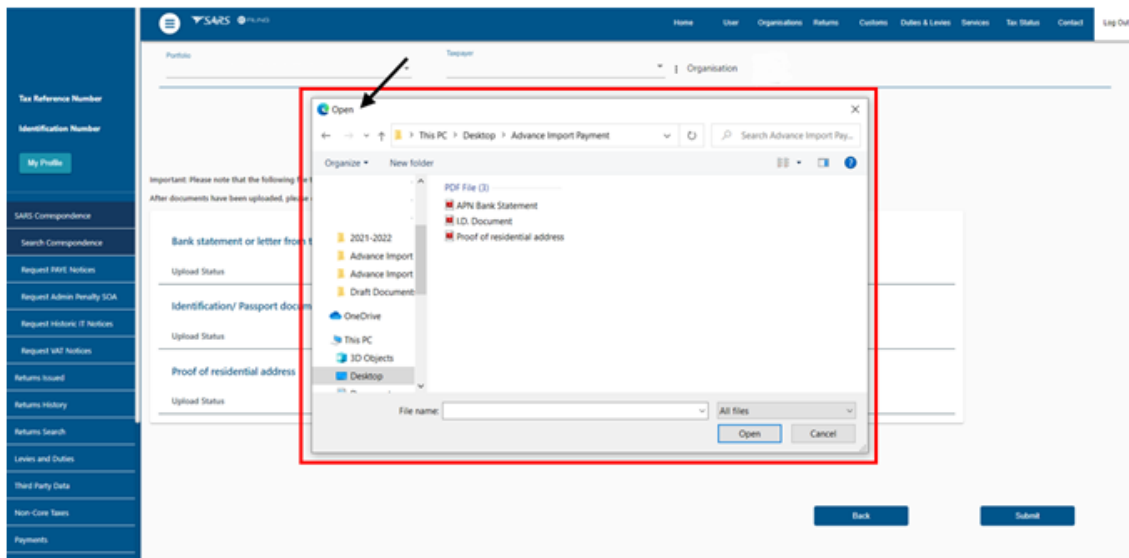 SARS eFILING
Home User Organisations Returns Customs Duties & Levies Services Tax Status Contact Log Out
Portfolio
Taxpayer
Organisation
Tax Reference Number
Identification Number
My Profile
SARS Correspondence
Search Correspondence
Request PAYE Notices
Request Admin Penalty SOA
Request Historic IT Notices
Request VAT Notices
Returns Issued
Returns History
Returns Search
Levies and Duties
Third Party Data
Non-Core Taxes
Payments
Important: Please note that the following file
After documents have been uploaded, please
Bank statement or letter from
Upload Status
Identification/ Passport docum
Upload Status
Proof of residential address
Upload Status
Open
This PC > Desktop > Advance Import Payment
Search Advance Import Pay...
Organize New folder
2021-2022
Advance Import
Advance Import
Draft Document
OneDrive
This PC
3D Objects
Desktop
PDF File (3)
APN Bank Statement
I.D. Document
Proof of residential address
File name:
All files
Open Cancel
Back Submit